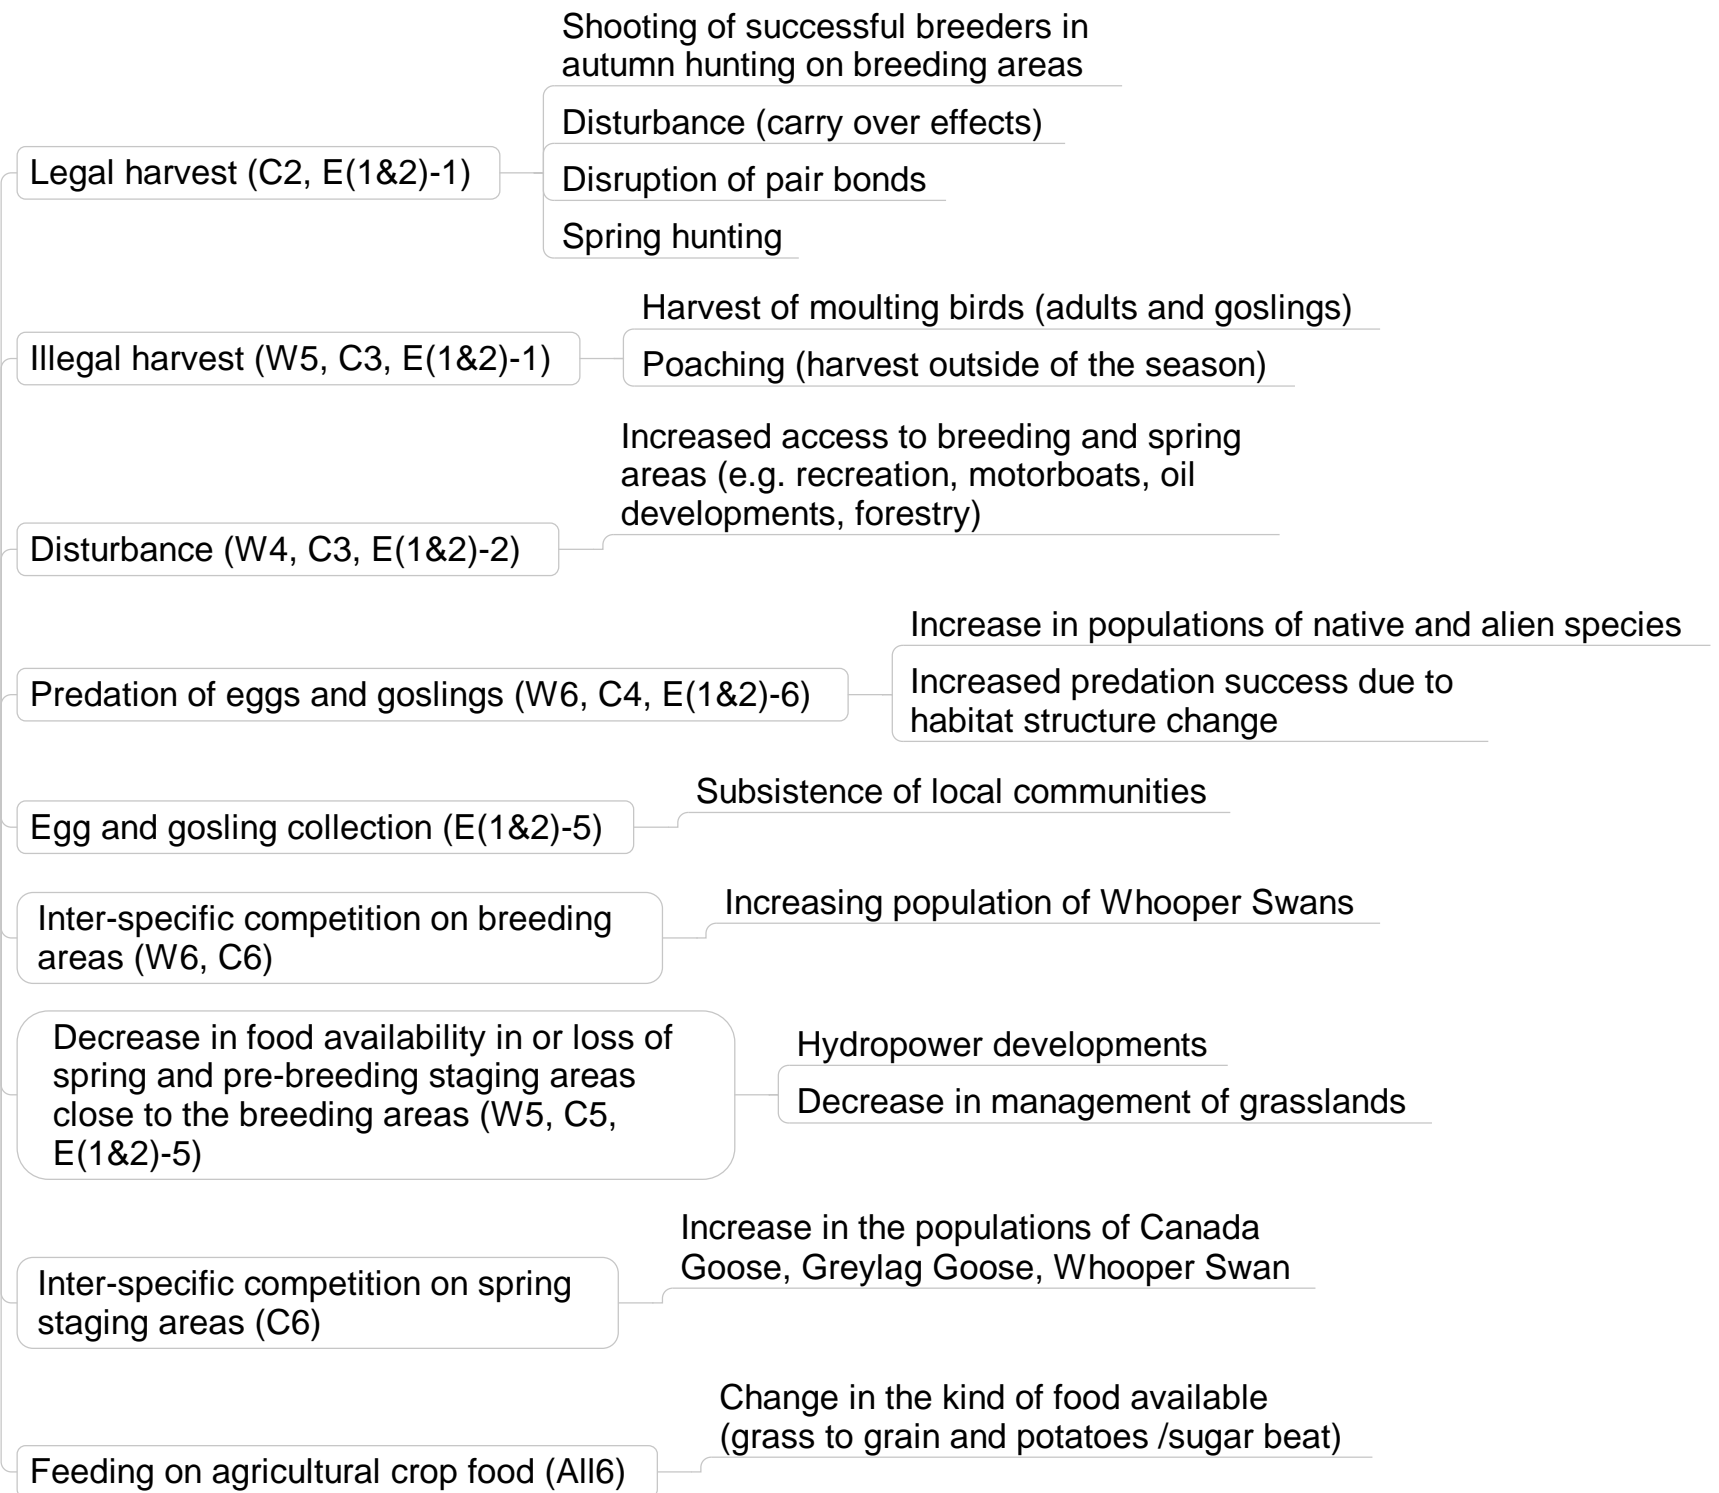 Shooting of successful breeders in
autumn hunting on breeding areas
Disturbance (carry over effects)
Legal harvest (C2, E(1&2)-1)
Disruption of pair bonds
Spring hunting
Harvest of moulting birds (adults and goslings)
Illegal harvest (W5, C3, E(1&2)-1)
Poaching (harvest outside of the season)
Increased access to breeding and spring
areas (e.g. recreation, motorboats, oil
developments, forestry)
Disturbance (W4, C3, E(1&2)-2)
Increase in populations of native and alien species
Predation of eggs and goslings (W6, C4, E(1&2)-6)
Increased predation success due to
habitat structure change
Subsistence of local communities
Egg and gosling collection (E(1&2)-5)
Increasing population of Whooper Swans
Inter-specific competition on breeding
areas (W6, C6)
Decrease in food availability in or loss of
spring and pre-breeding staging areas
close to the breeding areas (W5, C5,
E(1&2)-5)
Hydropower developments
Decrease in management of grasslands
Increase in the populations of Canada
Goose, Greylag Goose, Whooper Swan
Inter-specific competition on spring
staging areas (C6)
Change in the kind of food available
(grass to grain and potatoes /sugar beat)
Feeding on agricultural crop food (All6)